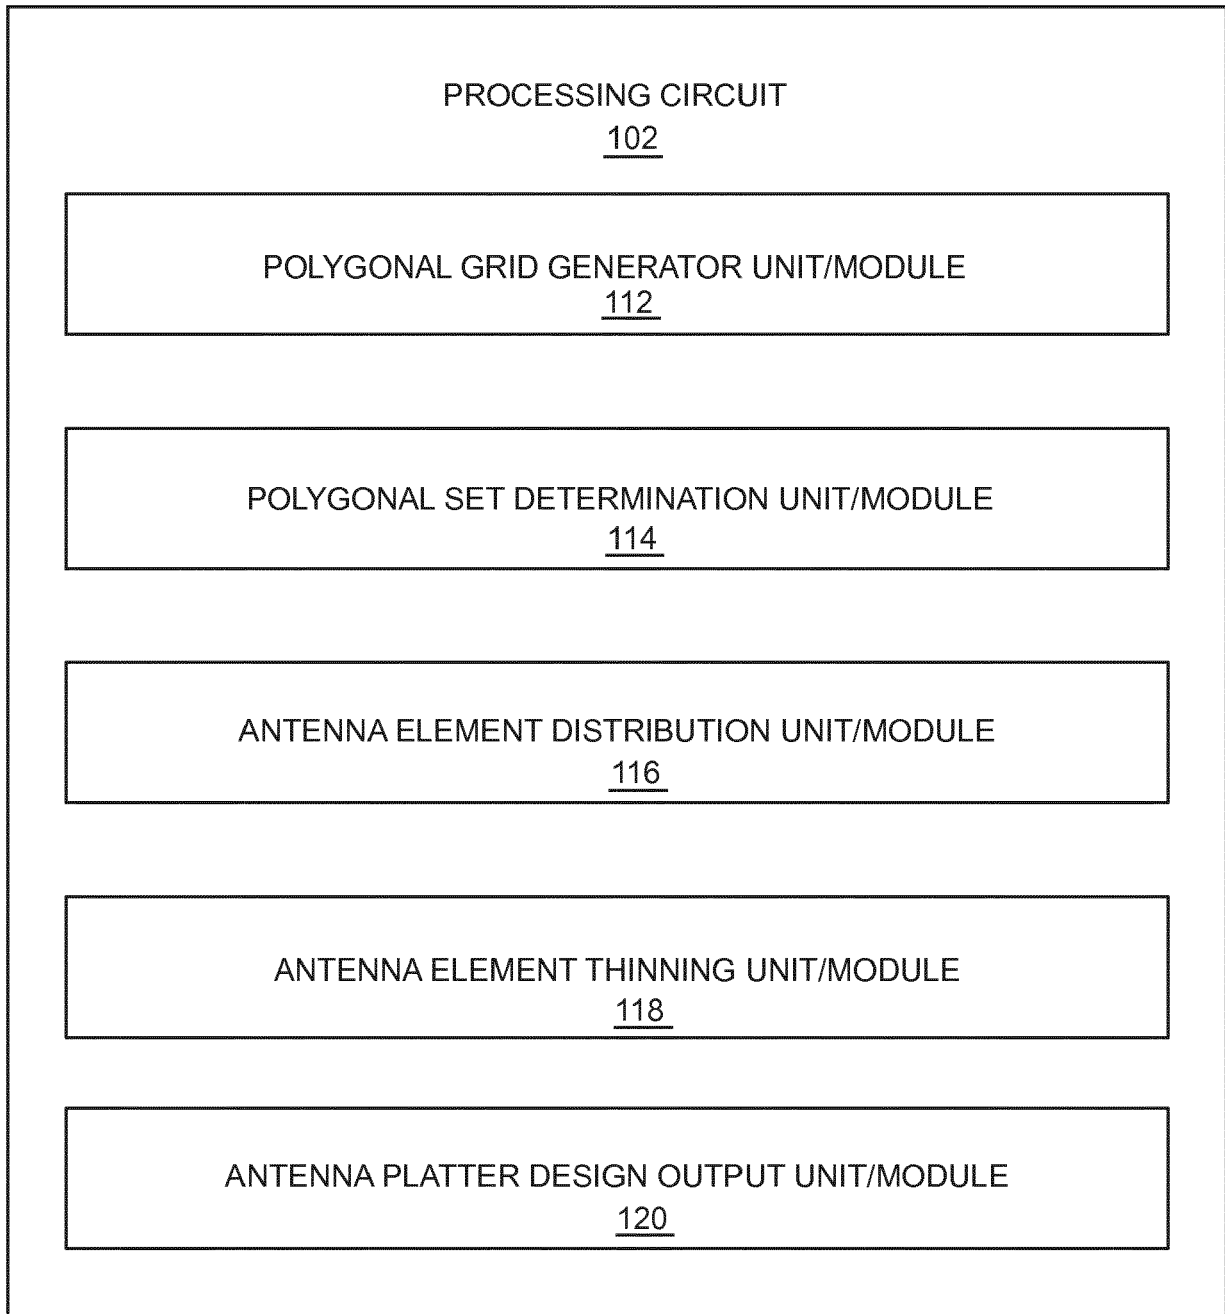 PROCESSING CIRCUIT
102
POLYGONAL GRID GENERATOR UNIT/MODULE
112
POLYGONAL SET DETERMINATION UNIT/MODULE
114
ANTENNA ELEMENT DISTRIBUTION UNIT/MODULE
116
ANTENNA ELEMENT THINNING UNIT/MODULE
118
ANTENNA PLATTER DESIGN OUTPUT UNIT/MODULE
120